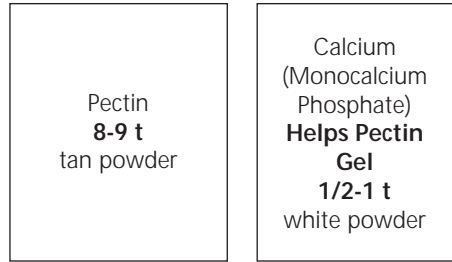 Pectin
8-9 t
tan powder
Calcium
(Monocalcium
Phosphate)
Helps Pectin
Gel
1/2-1 t
white powder